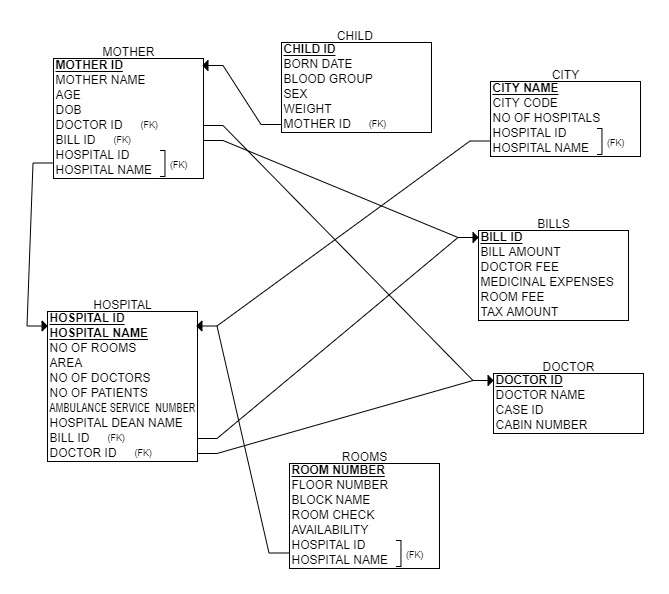 MOTHER
MOTHER ID
MOTHER NAME
AGE
DOB
DOCTOR ID (FK)
BILL ID (FK)
HOSPITAL ID
HOSPITAL NAME
(FK)
CHILD
CHILD ID
BORN DATE
BLOOD GROUP
SEX
WEIGHT
MOTHER ID (FK)
CITY
CITY NAME
CITY CODE
NO OF HOSPITALS
HOSPITAL ID
HOSPITAL NAME
(FK)
BILLS
BILL ID
BILL AMOUNT
DOCTOR FEE
MEDICINAL EXPENSES
ROOM FEE
TAX AMOUNT
HOSPITAL
HOSPITAL ID
HOSPITAL NAME
NO OF ROOMS
AREA
NO OF DOCTORS
NO OF PATIENTS
AMBULANCE SERVICE NUMBER
HOSPITAL DEAN NAME
BILL ID (FK)
DOCTOR ID (FK)
DOCTOR
DOCTOR ID
DOCTOR NAME
CASE ID
CABIN NUMBER
ROOMS
ROOM NUMBER
FLOOR NUMBER
BLOCK NAME
ROOM CHECK
AVAILABILITY
HOSPITAL ID
HOSPITAL NAME
(FK)